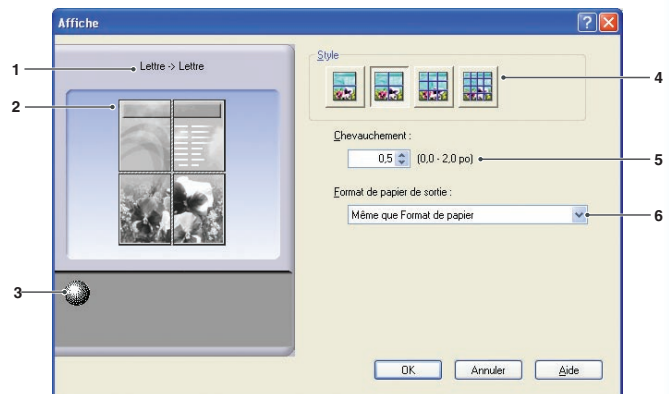 Affiche
1
Lettre -> Lettre
2
3
Style
4
Chevauchement :
0,5 (0,0 - 2,0 po)
5
Format de papier de sortie :
Même que Format de papier
6
OK Annuler Aide